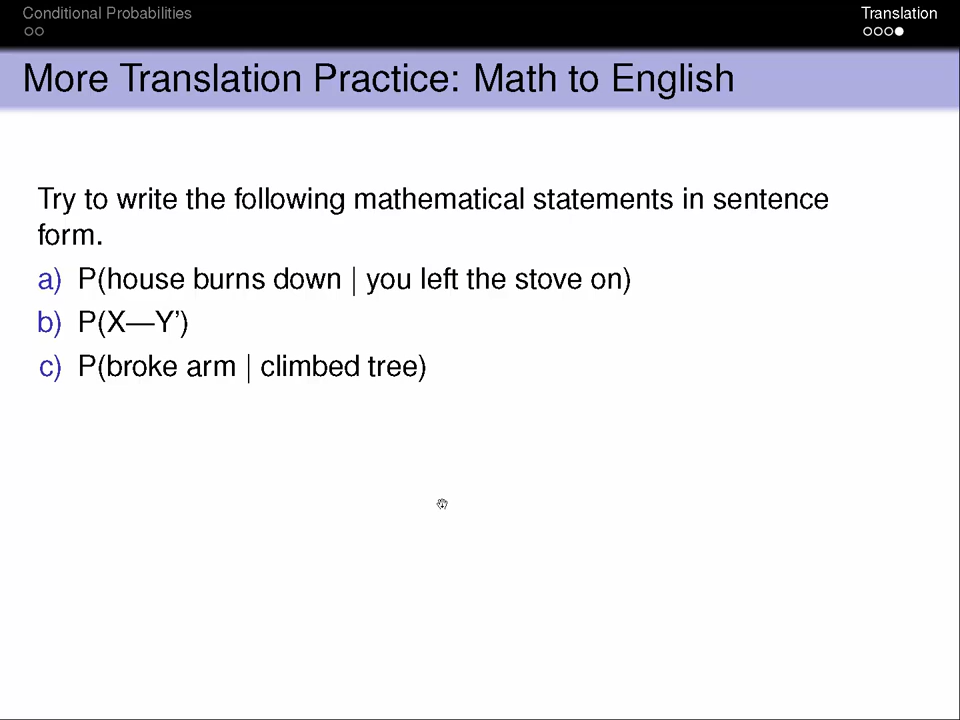 Conditional Probabilities
Translation
More Translation Practice: Math to English
Try to write the following mathematical statements in sentence
form.
a) P(house burns down | you left the stove on)
b) P(X—Y’)
c) P(broke arm | climbed tree)